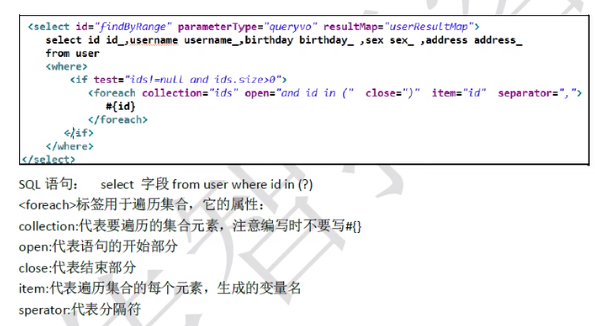 <select id="findByRange" parameterType="queryvo" resultMap="userResultMap">
select id id_,username username_,birthday birthday_ ,sex sex_ ,address address_
from user
<where>
<if test="ids!=null and ids.size>0">
<foreach collection="ids" open="and id in (" close=")" item="id" separator=",">
#{id}
</foreach>
</if>
</where>
</select>
SQL 语句: select 字段 from user where id in (?)
<foreach>标签用于遍历集合，它的属性：
collection:代表要遍历的集合元素，注意编写时不要写#{}
open:代表语句的开始部分
close:代表结束部分
item:代表遍历集合的每个元素，生成的变量名
sperator:代表分隔符